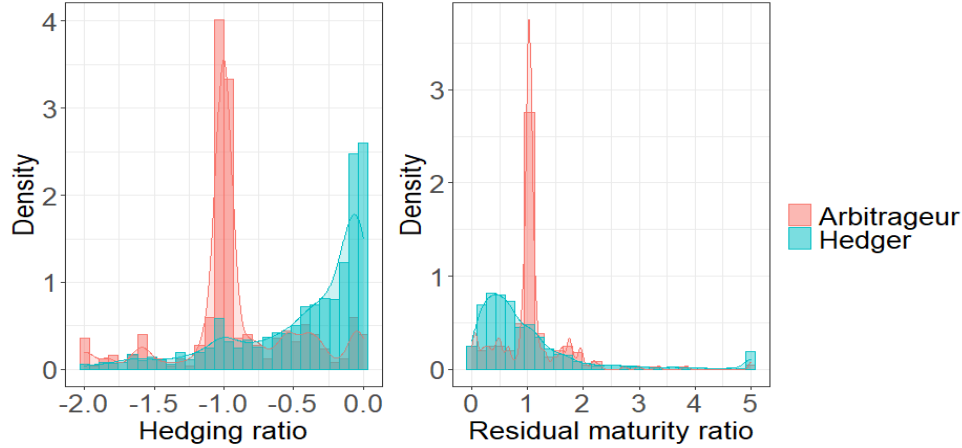 4
3
2
1
0
Density
-2.0 -1.5 -1.0 -0.5 0.0
Hedging ratio
3
2
1
0
Density
0 1 2 3 4 5
Residual maturity ratio
Arbitrageur
Hedger